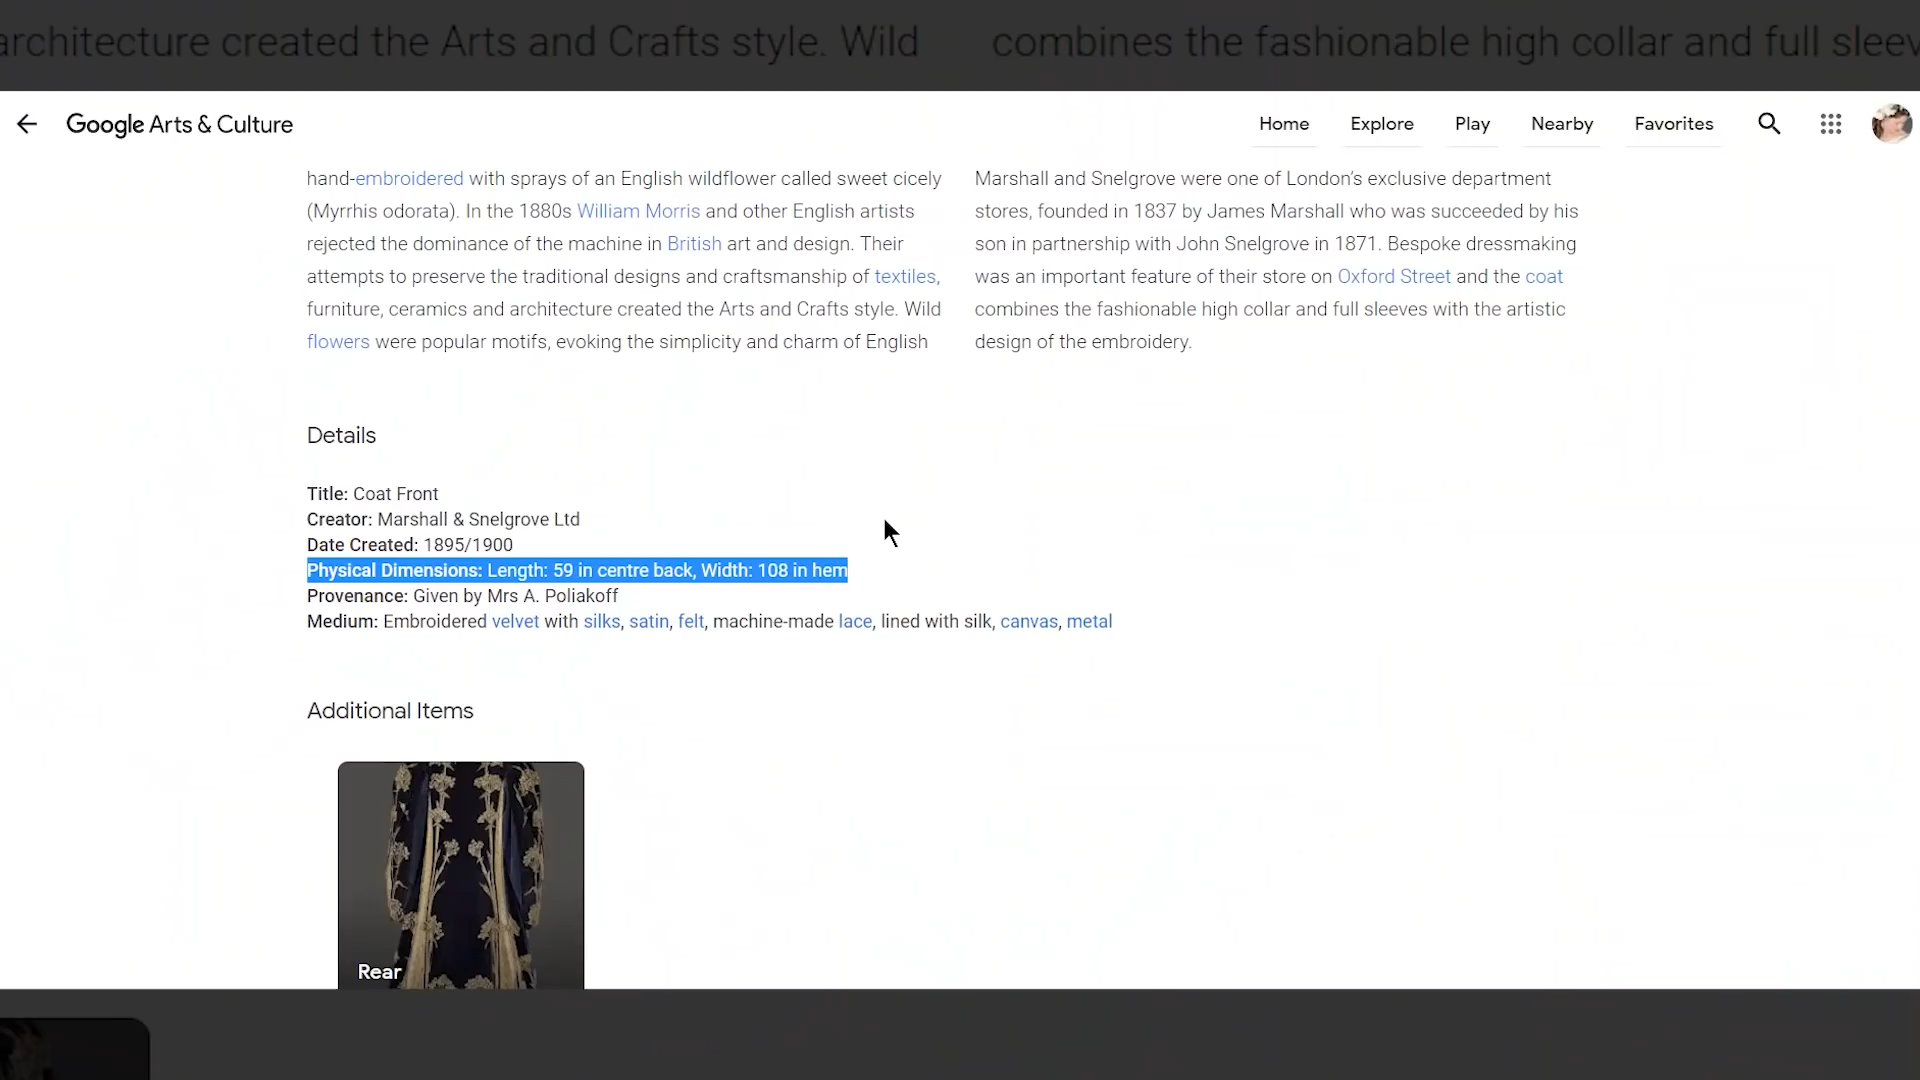 architecture created the Arts and Crafts style. Wild
combines the fashionable high collar and full sleev
Google Arts & Culture
Home
Explore
Play
Nearby
Favorites
hand-embroidered with sprays of an English wildflower called sweet cicely
(Myrrhis odorata). In the 1880s William Morris and other English artists
rejected the dominance of the machine in British art and design. Their
attempts to preserve the traditional designs and craftsmanship of textiles,
furniture, ceramics and architecture created the Arts and Crafts style. Wild
flowers were popular motifs, evoking the simplicity and charm of English
Marshall and Snelgrove were one of London's exclusive department
stores, founded in 1837 by James Marshall who was succeeded by his
son in partnership with John Snelgrove in 1871. Bespoke dressmaking
was an important feature of their store on Oxford Street and the coat
combines the fashionable high collar and full sleeves with the artistic
design of the embroidery.
Details
Title: Coat Front
Creator: Marshall & Snelgrove Ltd
Date Created: 1895/1900
Physical Dimensions: Length: 59 in centre back, Width: 108 in hem
Provenance: Given by Mrs A. Poliakoff
Medium: Embroidered velvet with silks, satin, felt, machine-made lace, lined with silk, canvas, metal
Additional Items
Rear